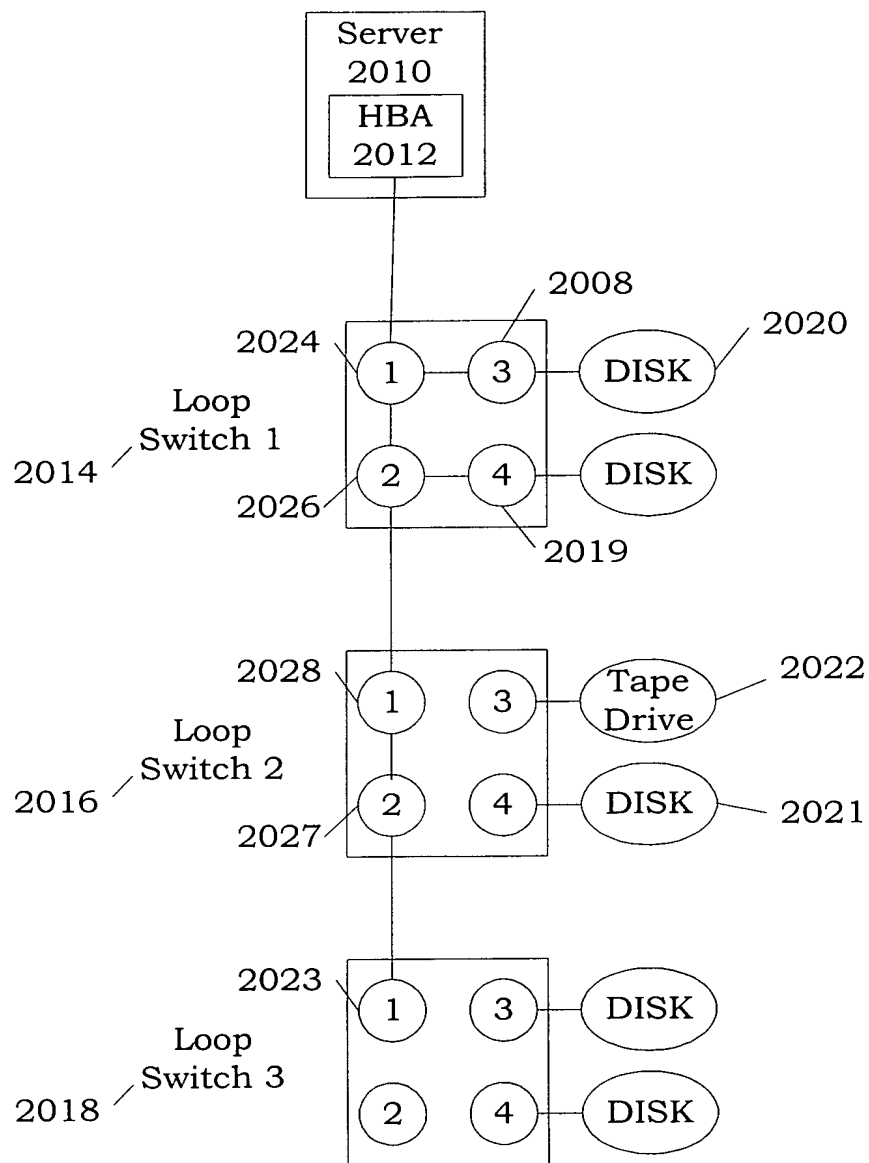 Server
2010
HBA
2012
2008
2024
1
3
DISK
2020
Loop
Switch 1
2014
2
4
DISK
2026
2019
2028
1
3
Tape
Drive
2022
Loop
Switch 2
2016
2
4
DISK
2021
2027
2023
1
3
DISK
Loop
Switch 3
2018
2
4
DISK